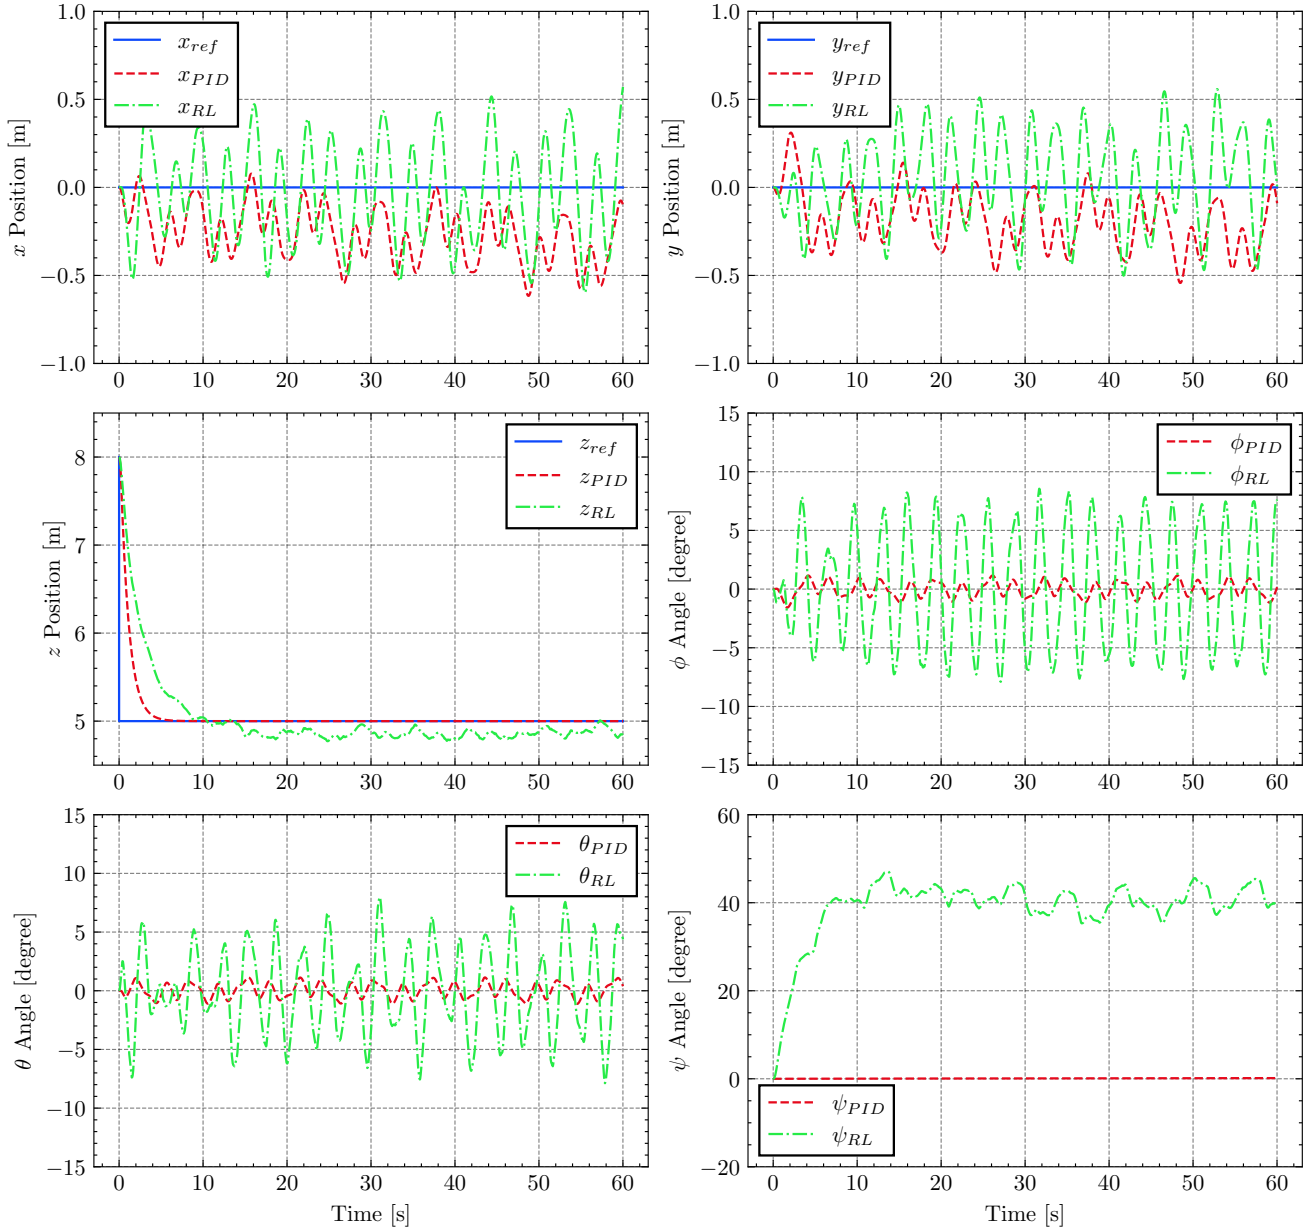 1.0
0.5
0.0
−0.5
−1.0
x Position [m]
x_ref
x_PID
x_RL
0 10 20 30 40 50 60
1.0
0.5
0.0
−0.5
−1.0
y Position [m]
y_ref
y_PID
y_RL
0 10 20 30 40 50 60
8
7
6
5
z Position [m]
z_ref
z_PID
z_RL
0 10 20 30 40 50 60
15
10
5
0
−5
−10
−15
ϕ Angle [degree]
ϕ_PID
ϕ_RL
0 10 20 30 40 50 60
15
10
5
0
−5
−10
−15
θ Angle [degree]
θ_PID
θ_RL
0 10 20 30 40 50 60
Time [s]
60
40
20
0
−20
ψ Angle [degree]
ψ_PID
ψ_RL
0 10 20 30 40 50 60
Time [s]